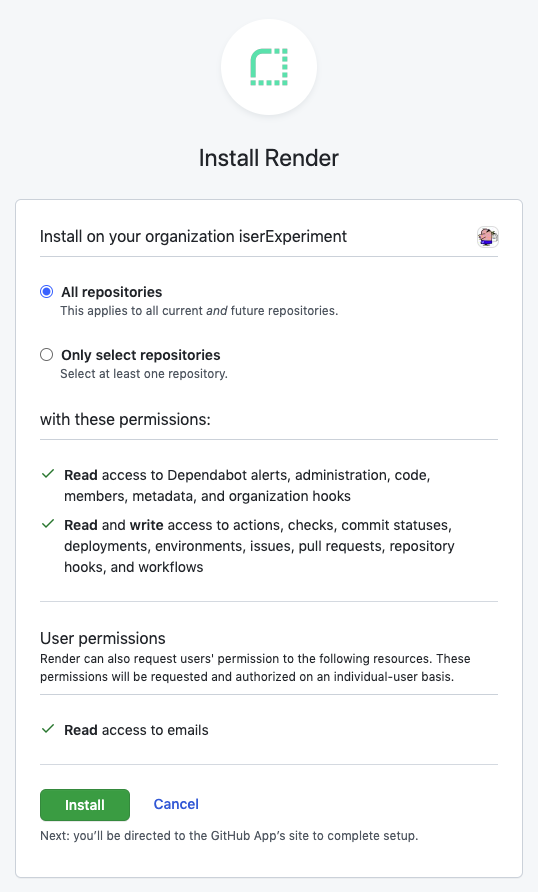 Install Render
Install on your organization iserExperiment
All repositories
This applies to all current and future repositories.
Only select repositories
Select at least one repository.
with these permissions:
Read access to Dependabot alerts, administration, code,
members, metadata, and organization hooks
Read and write access to actions, checks, commit statuses,
deployments, environments, issues, pull requests, repository
hooks, and workflows
User permissions
Render can also request users' permission to the following resources. These
permissions will be requested and authorized on an individual-user basis.
Read access to emails
Install Cancel
Next: you’ll be directed to the GitHub App’s site to complete setup.